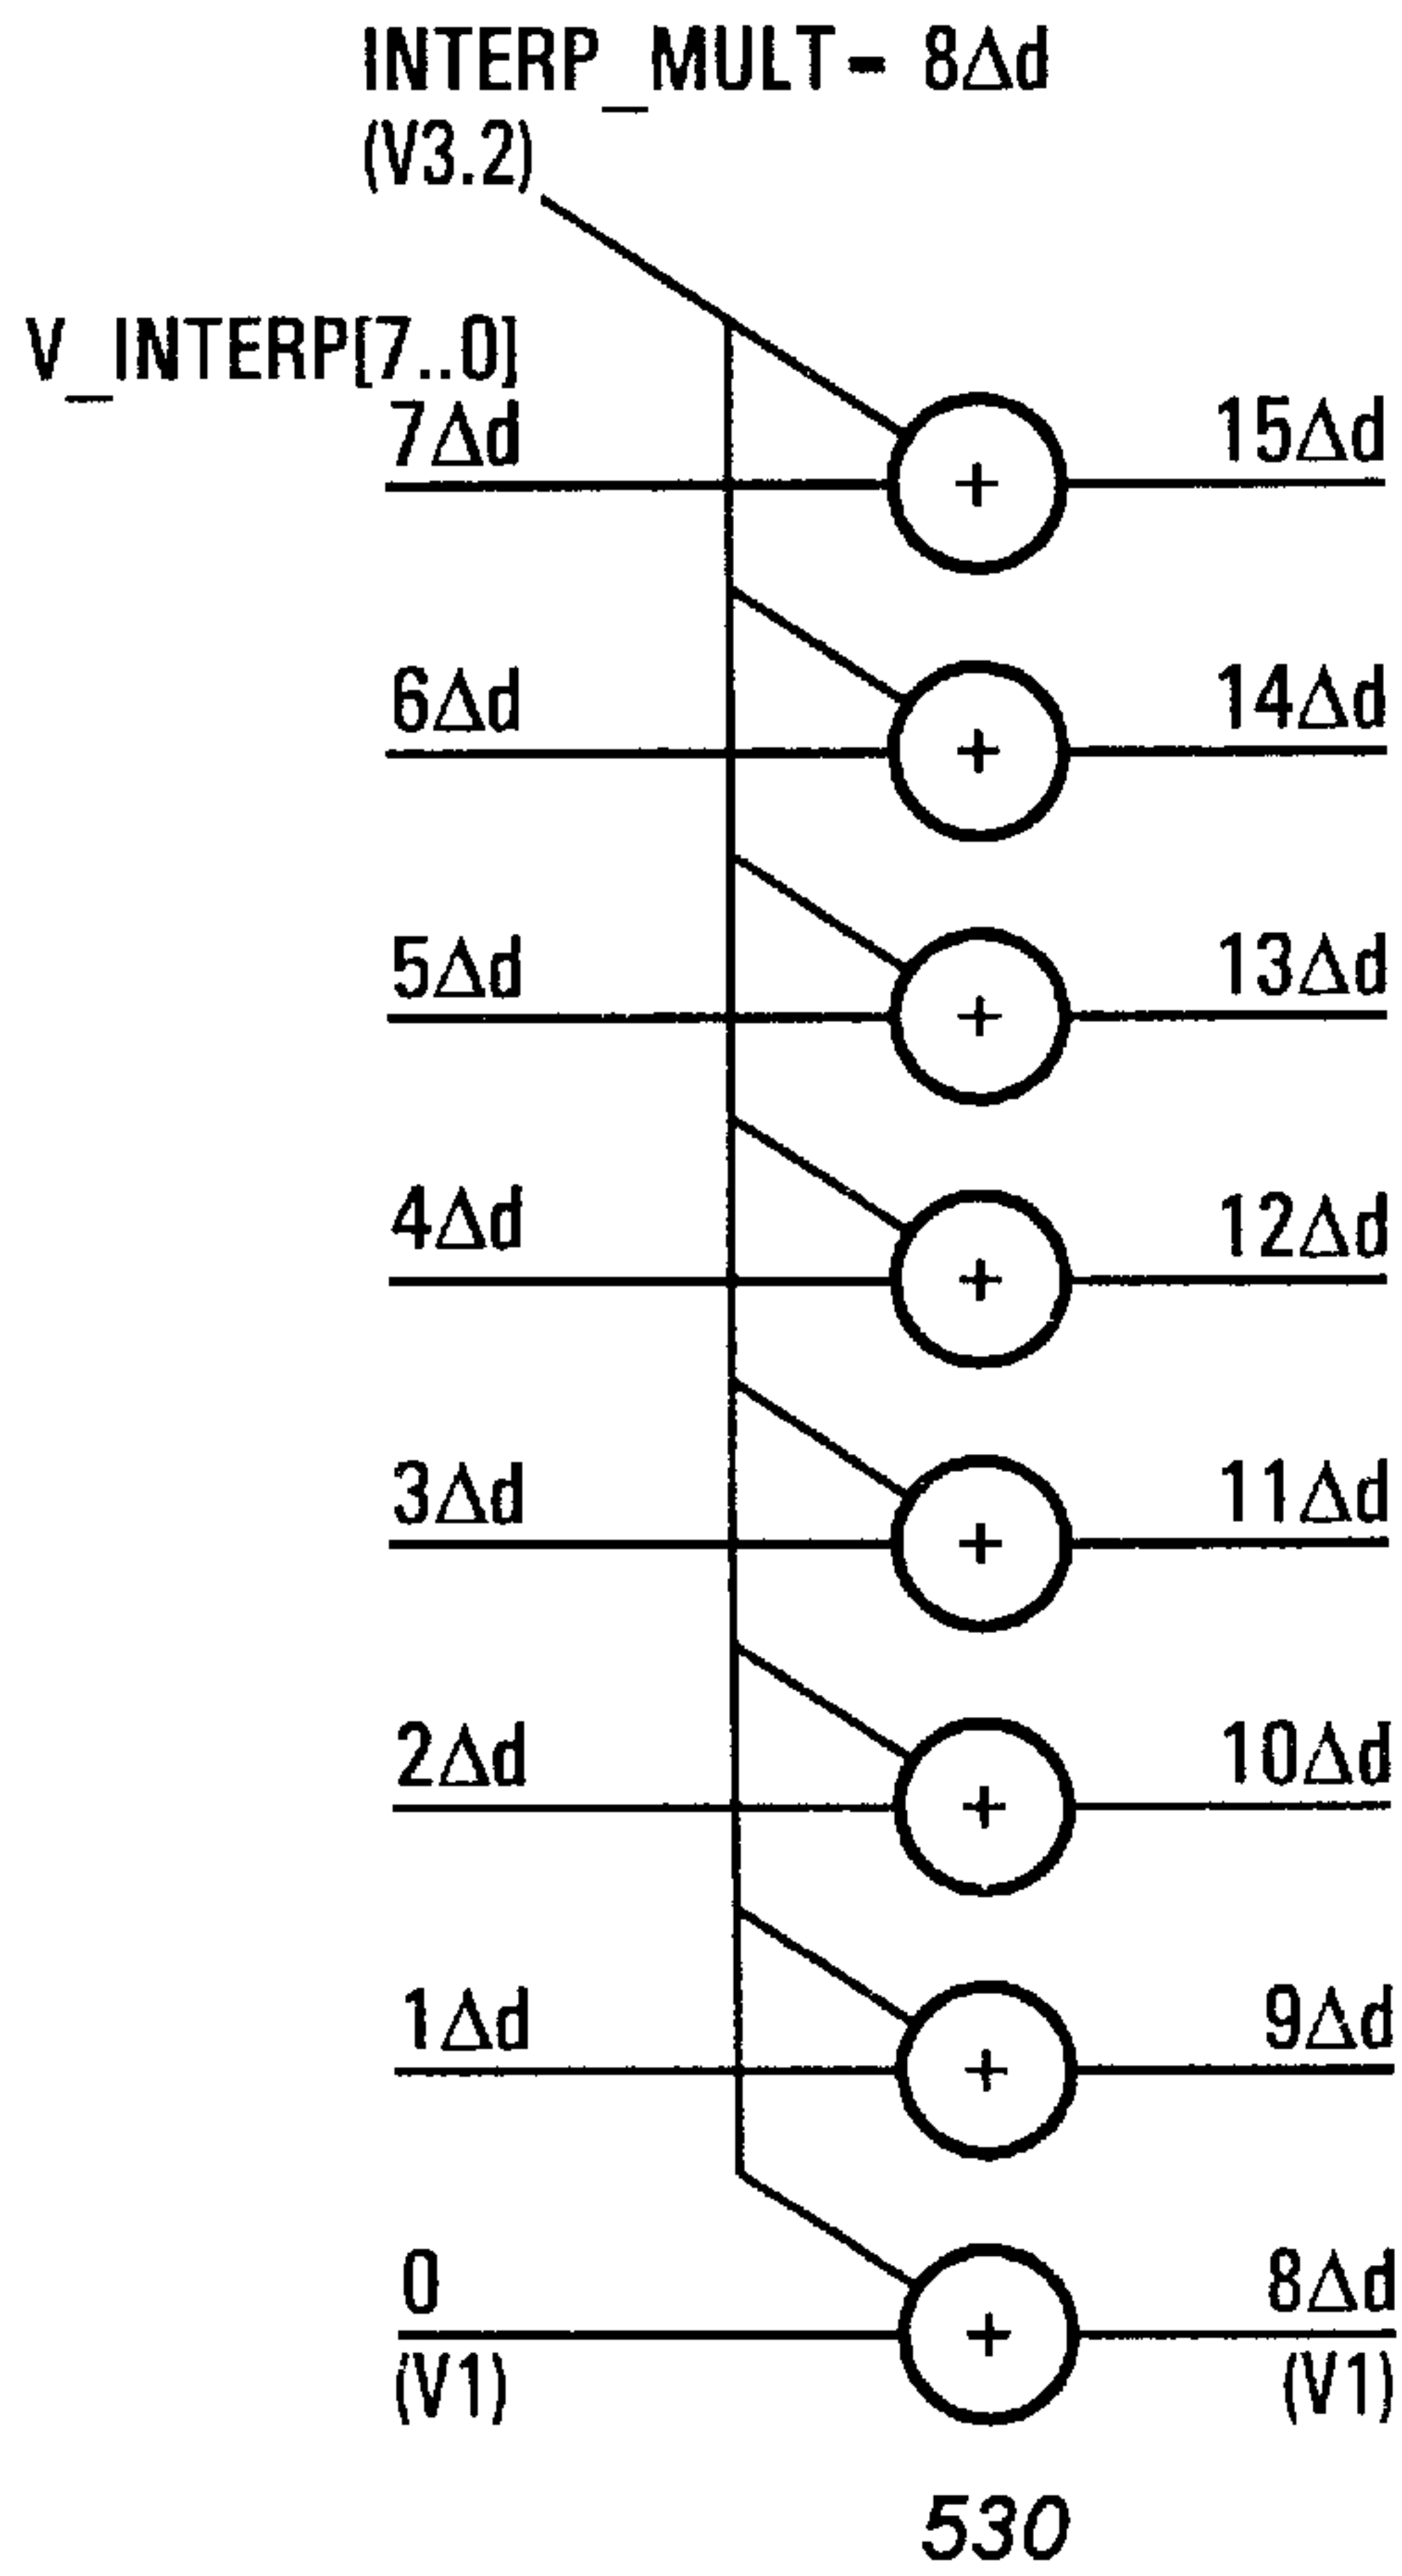 INTERP_MULT- 8Δd
(V3.2)
V_INTERP[7..0]
7Δd + 15Δd
6Δd + 14Δd
5Δd + 13Δd
4Δd + 12Δd
3Δd + 11Δd
2Δd + 10Δd
1Δd + 9Δd
0 + 8Δd
(V1) (V1)
530